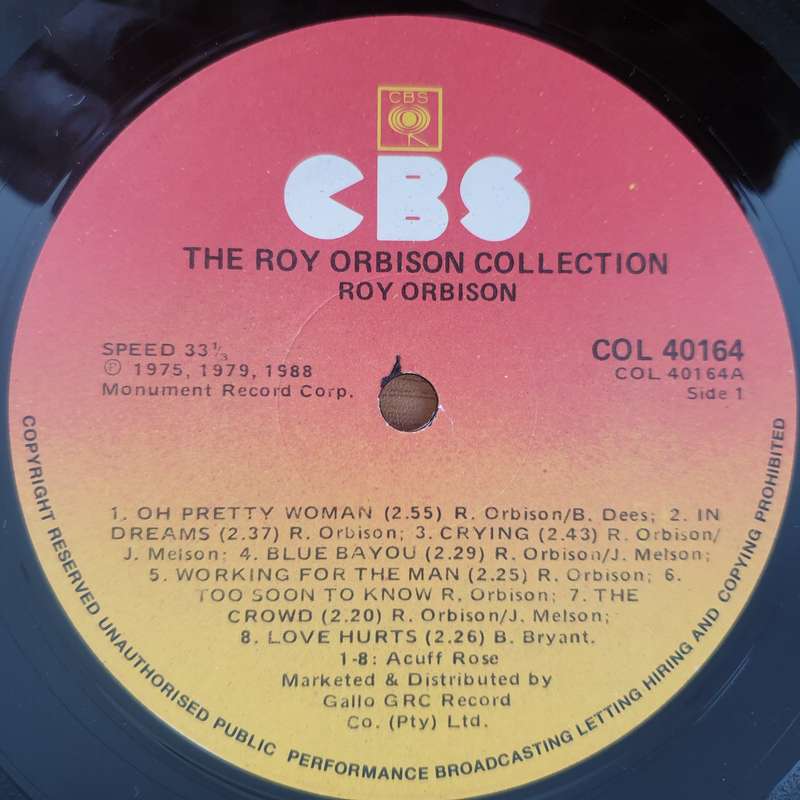 CBS
CBS
THE ROY ORBISON COLLECTION
ROY ORBISON
SPEED 33⅓
℗ 1975, 1979, 1988
Monument Record Corp.
COL 40164
COL 40164A
Side 1
1. OH PRETTY WOMAN (2.55) R. Orbison/B. Dees; 2. IN
DREAMS (2.37) R. Orbison; 3. CRYING (2.43) R. Orbison/
J. Melson; 4. BLUE BAYOU (2.29) R. Orbison/J. Melson;
5. WORKING FOR THE MAN (2.25) R. Orbison; 6.
TOO SOON TO KNOW R. Orbison; 7. THE
CROWD (2.20) R. Orbison/J. Melson;
8. LOVE HURTS (2.26) B. Bryant.
1-8: Acuff Rose
Marketed & Distributed by
Gallo GRC Record
Co. (Pty) Ltd.
COPYRIGHT RESERVED UNAUTHORISED PUBLIC PERFORMANCE BROADCASTING LETTING HIRING AND COPYING PROHIBITED